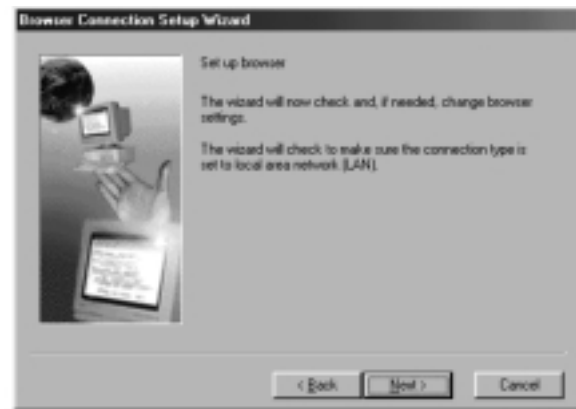 Browser Connection Setup Wizard
Set up browser
The wizard will now check and, if needed, change browser
settings.
The wizard will check to make sure the connection type is
set to local area network (LAN).
< Back
Next >
Cancel